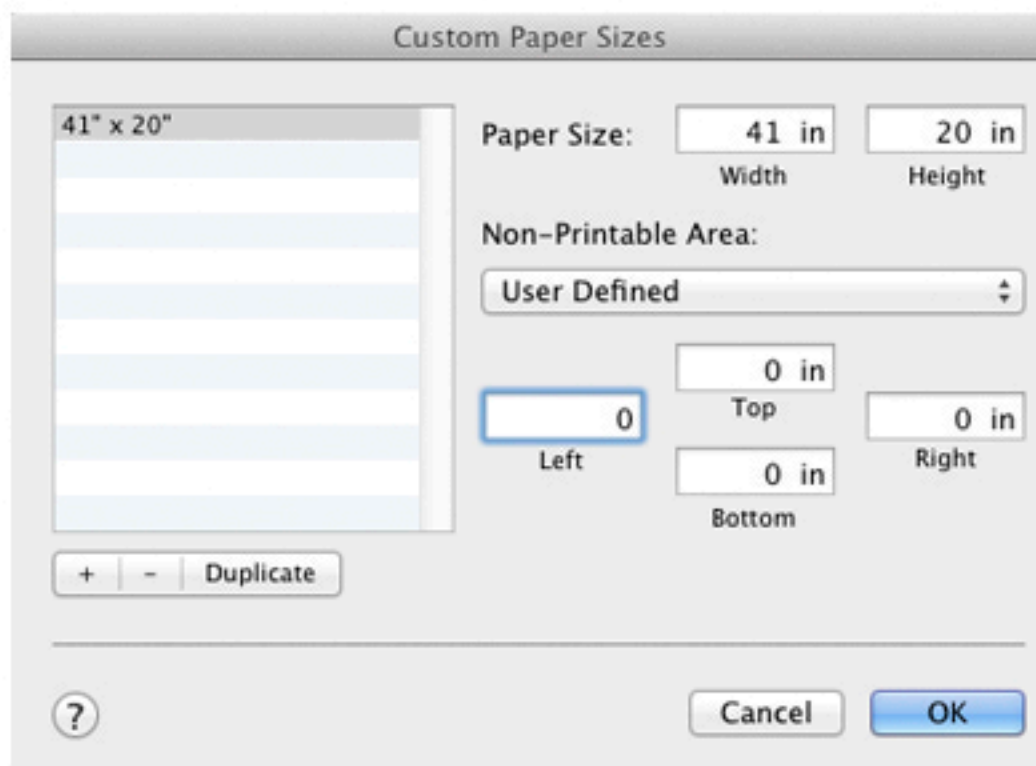 Custom Paper Sizes
41" x 20"
Paper Size:
41 in
20 in
Width
Height
Non-Printable Area:
User Defined
0 in
Top
0
Left
0 in
Right
0 in
Bottom
+
-
Duplicate
?
Cancel
OK